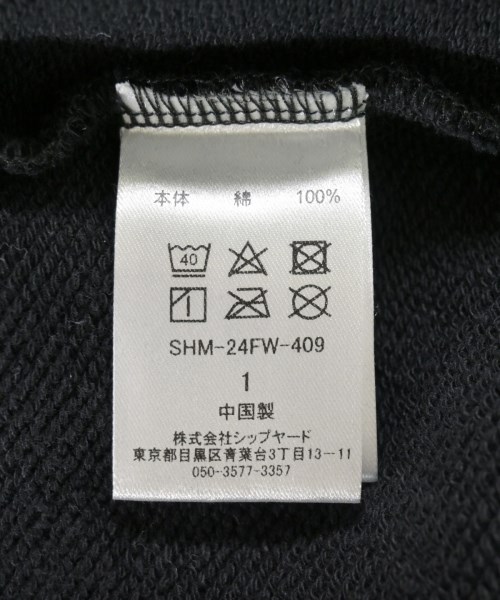 本体 綿 100%
40
SHM-24FW-409
1
中国製
株式会社シップヤード
東京都目黒区青葉台3丁目13-11
050-3577-3357